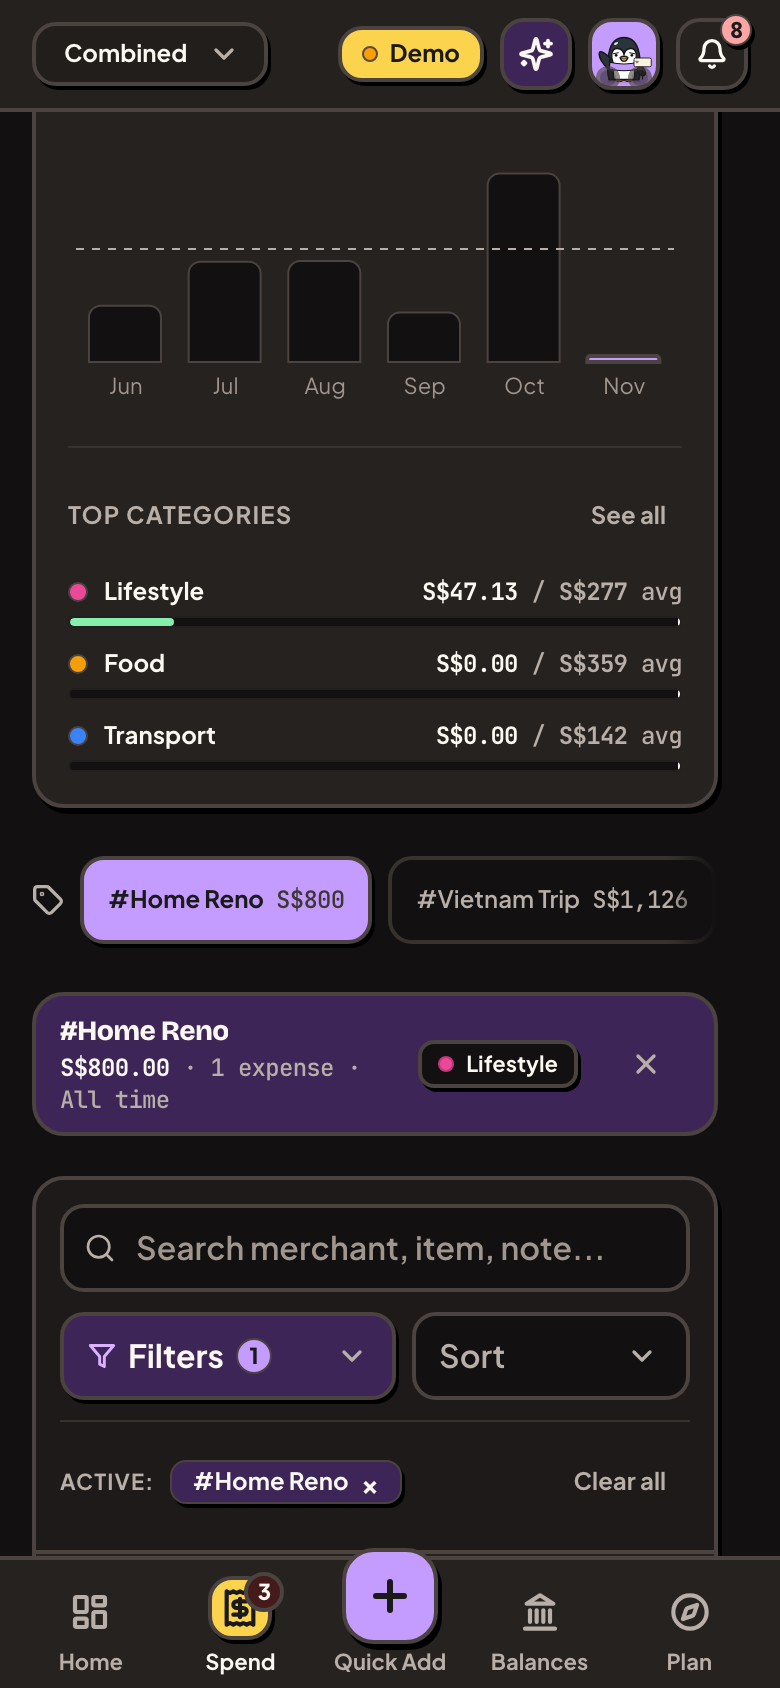 Combined
Demo
8
Jun Jul Aug Sep Oct Nov
TOP CATEGORIES See all
Lifestyle S$47.13 / S$277 avg
Food S$0.00 / S$359 avg
Transport S$0.00 / S$142 avg
#Home Reno S$800 #Vietnam Trip S$1,126
#Home Reno
S$800.00 · 1 expense ·
All time
Lifestyle
Search merchant, item, note...
Filters 1 Sort
ACTIVE: #Home Reno × Clear all
3
Home Spend Quick Add Balances Plan